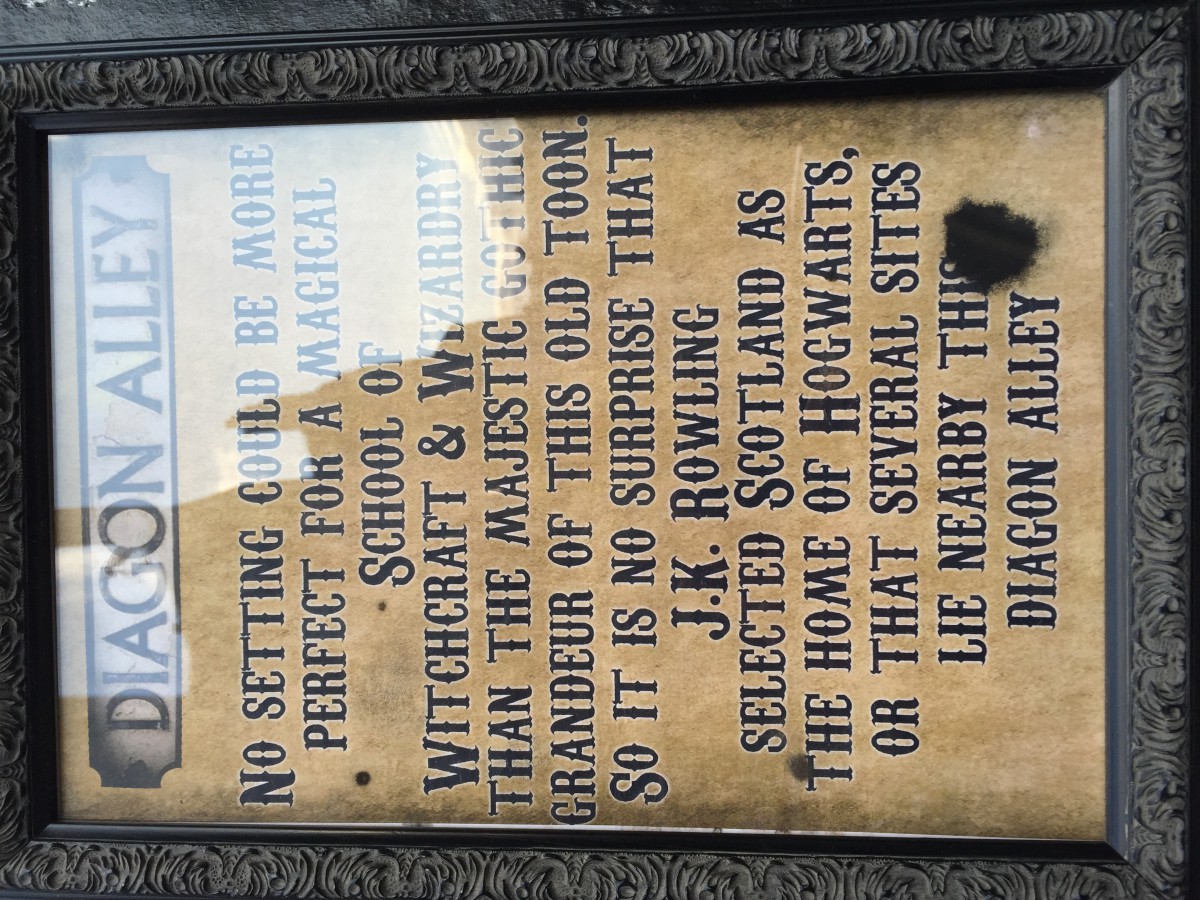 DIAGON ALLEY
NO SETTING COULD BE MORE
PERFECT FOR A MAGICAL
SCHOOL OF
WITCHCRAFT & WIZARDRY
THAN THE MAJESTIC GOTHIC
GRANDEUR OF THIS OLD TOON.
SO IT IS NO SURPRISE THAT
J.K. ROWLING
SELECTED SCOTLAND AS
THE HOME OF HOGWARTS,
OR THAT SEVERAL SITES
LIE NEARBY THIS
DIAGON ALLEY